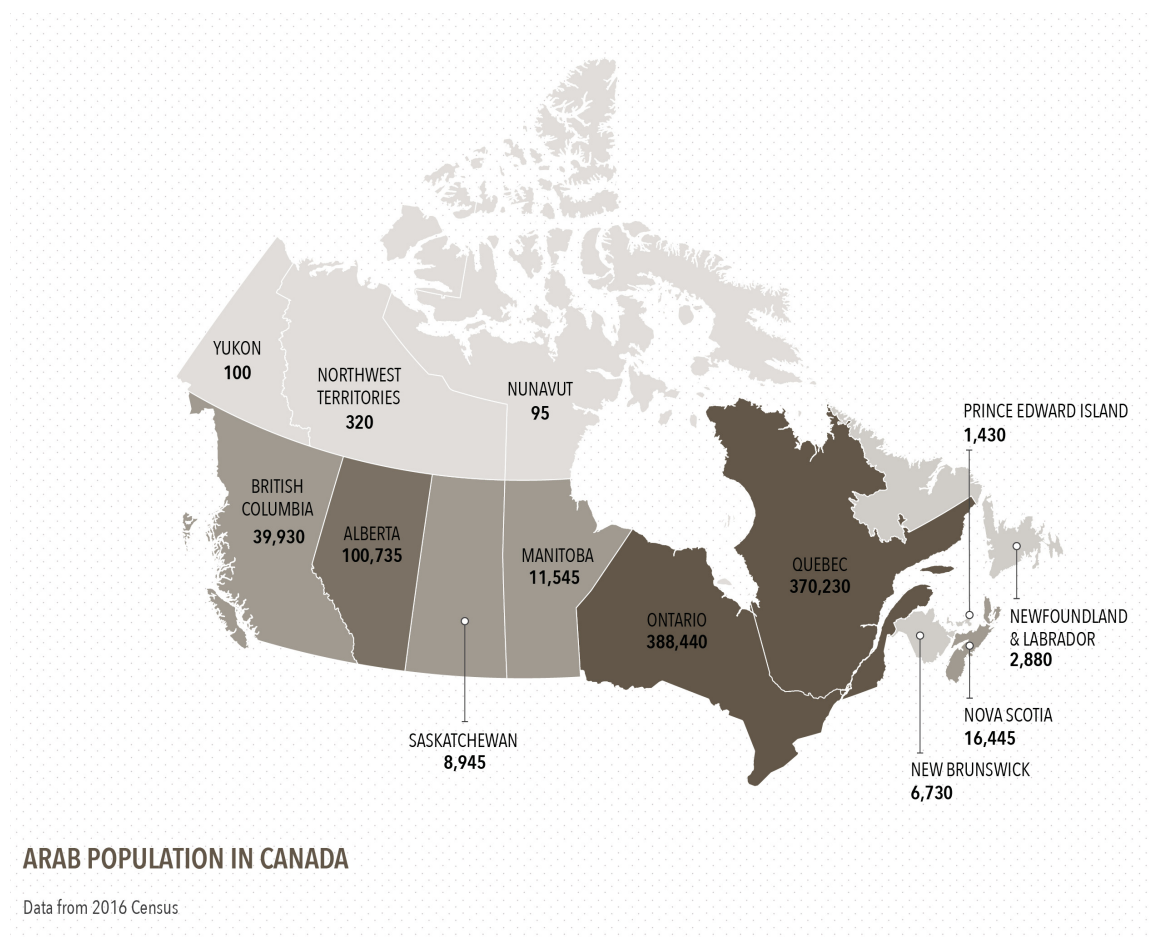 YUKON
100
NORTHWEST
TERRITORIES
320
NUNAVUT
95
PRINCE EDWARD ISLAND
1,430
BRITISH
COLUMBIA
39,930
ALBERTA
100,735
MANITOBA
11,545
QUEBEC
370,230
ONTARIO
388,440
NEWFOUNDLAND
& LABRADOR
2,880
NOVA SCOTIA
16,445
SASKATCHEWAN
8,945
NEW BRUNSWICK
6,730
ARAB POPULATION IN CANADA
Data from 2016 Census